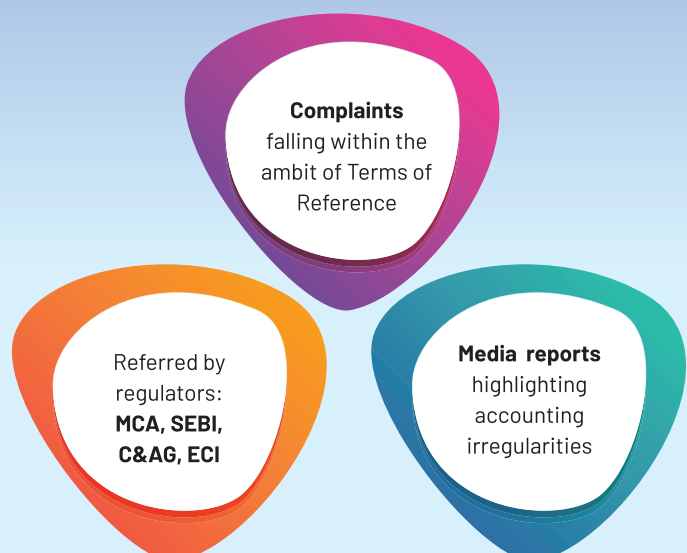 Complaints
falling within the
ambit of Terms of
Reference
Referred by
regulators:
MCA, SEBI,
C&AG, ECI
Media reports
highlighting
accounting
irregularities